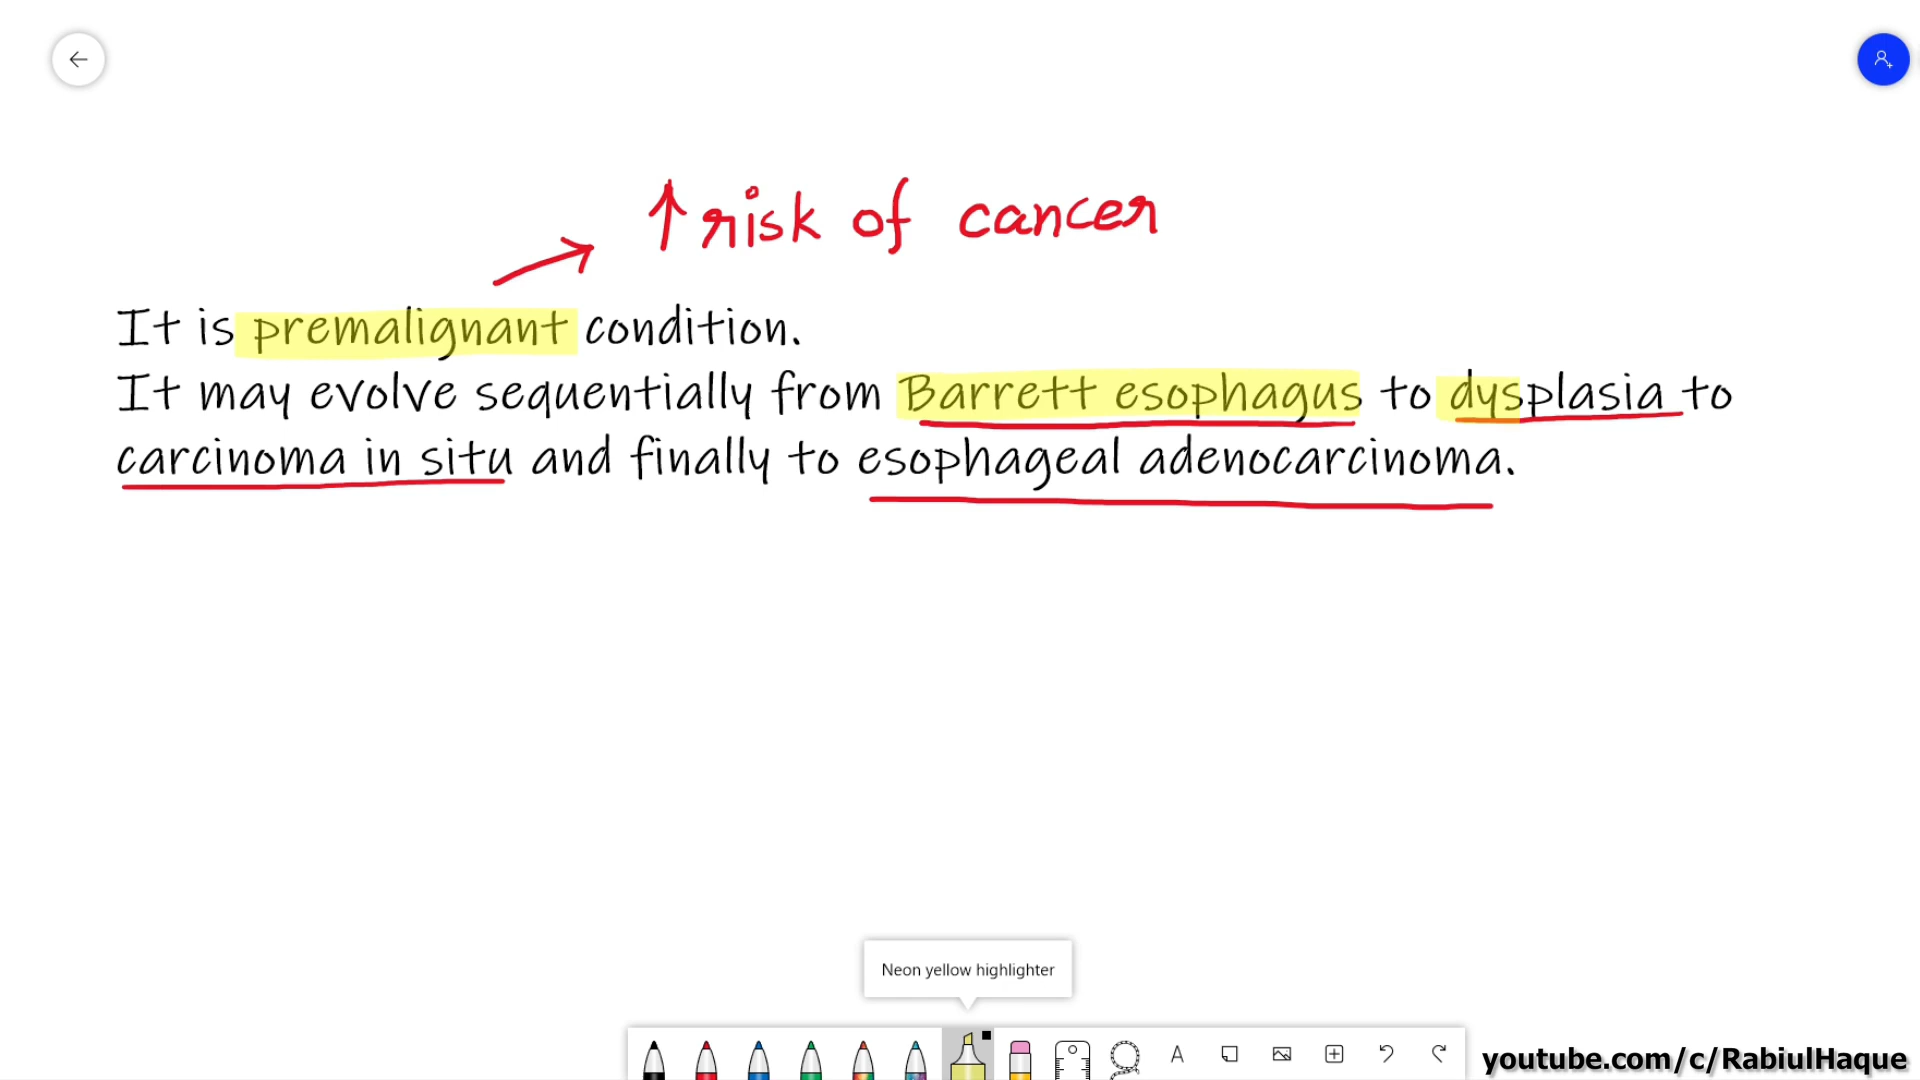 ↑ risk of cancer
It is premalignant condition.
It may evolve sequentially from Barrett esophagus to dysplasia to
carcinoma in situ and finally to esophageal adenocarcinoma.
Neon yellow highlighter
A
youtube.com/c/RabiulHaque